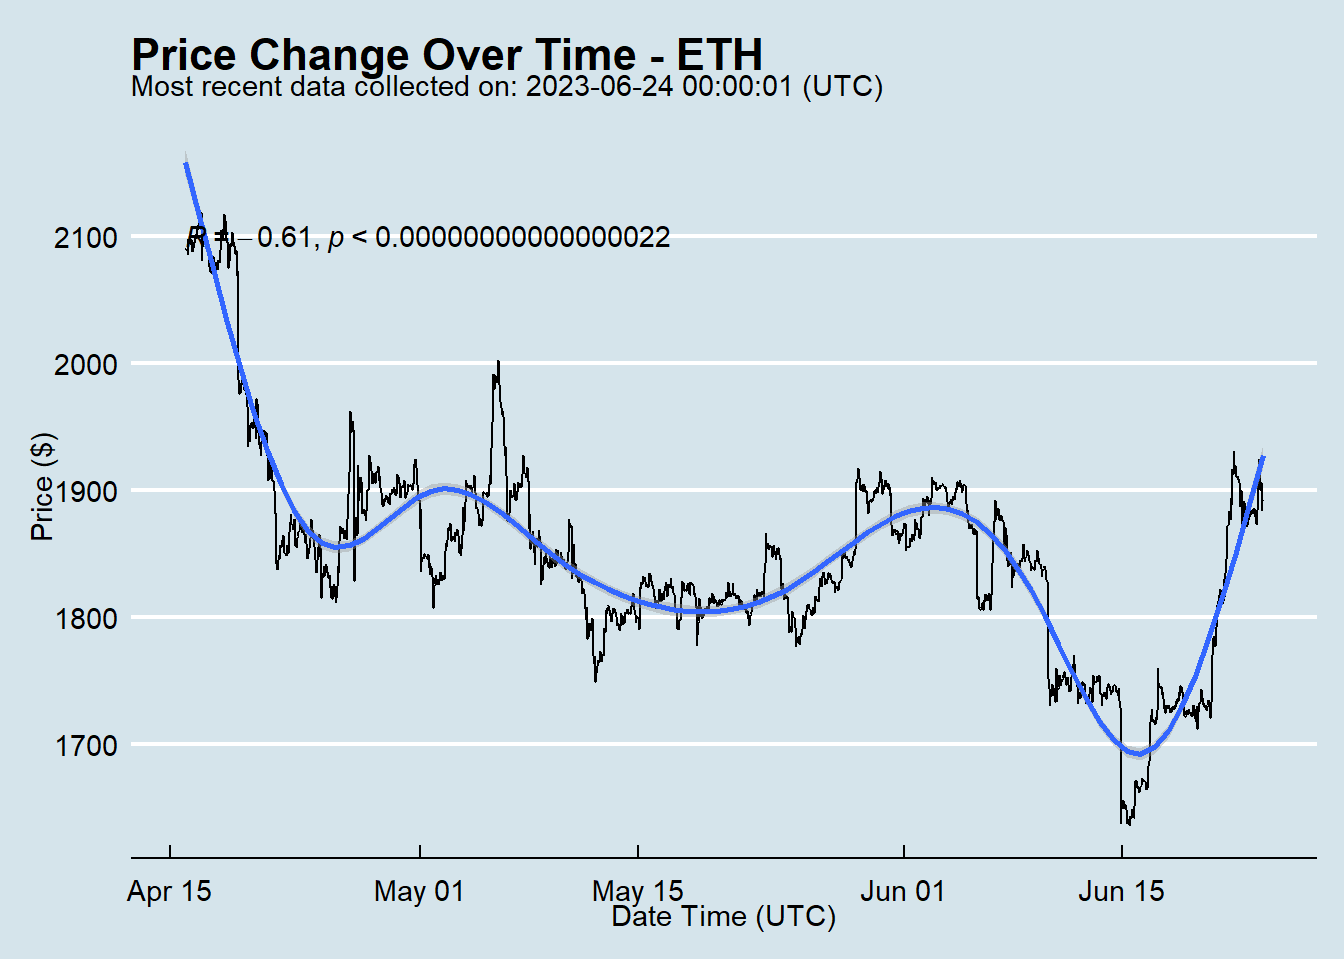 Price Change Over Time - ETH
Most recent data collected on: 2023-06-24 00:00:01 (UTC)
R = −0.61, p < 0.00000000000000022
2100
2000
1900
1800
1700
Price ($)
Apr 15
May 01
May 15
Jun 01
Jun 15
Date Time (UTC)